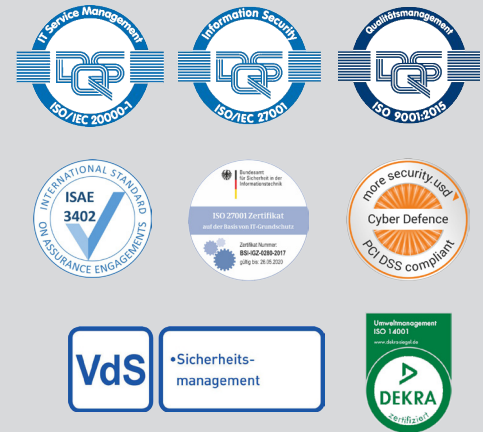 IT Service Management
DQS
ISO/IEC 20000-1
Information Security
DQS
ISO/IEC 27001
Qualitätsmanagement
DQS
ISO 9001:2015
INTERNATIONAL STANDARD
ISAE
3402
ON ASSURANCE ENGAGEMENTS
Bundesamt
für Sicherheit in der
Informationstechnik
ISO 27001 Zertifikat
auf der Basis von IT-Grundschutz
Zertifikat Nummer:
BSI-IGZ-0280-2017
gültig bis: 26.05.2020
more security.usd
Cyber Defence
PCI DSS compliant
VdS
•Sicherheits-
management
Umweltmanagement
ISO 14001
www.dekra-siegel.de
DEKRA
zertifiziert